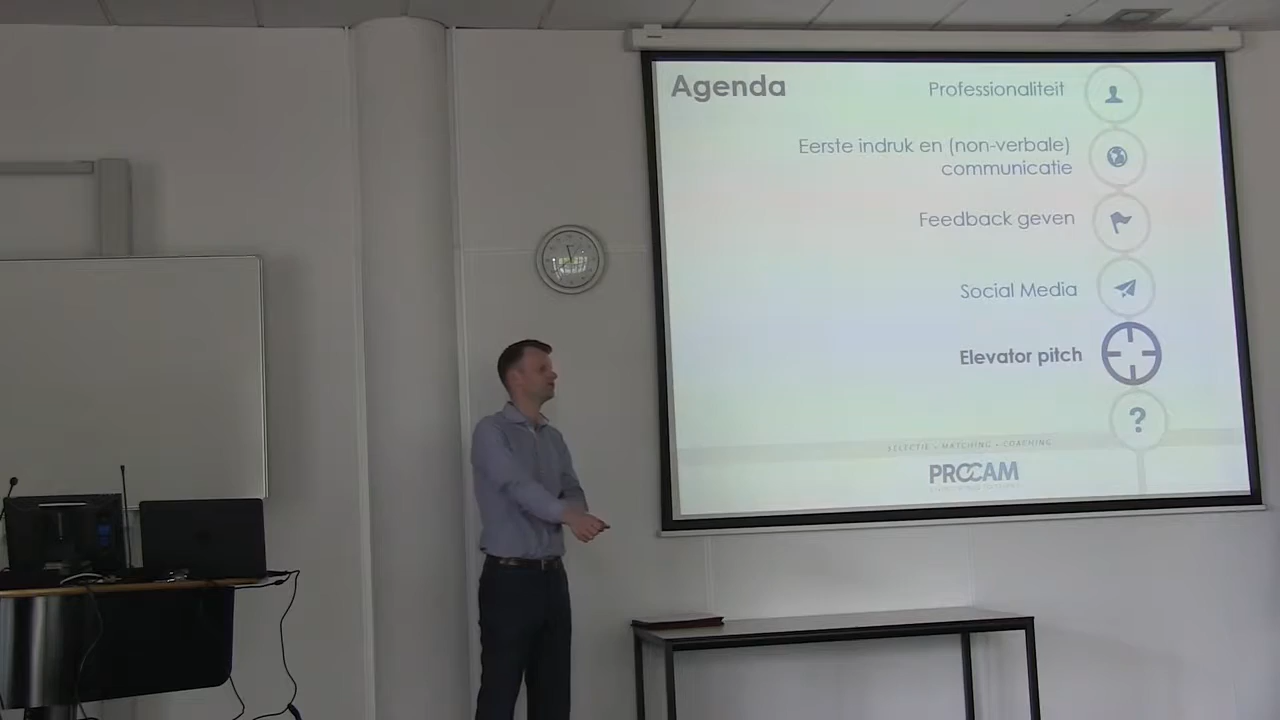 Agenda
Professionaliteit
Eerste indruk en (non-verbale)
communicatie
Feedback geven
Social Media
Elevator pitch
?
SELECTIE - MATCHING - COACHING
PROCAM